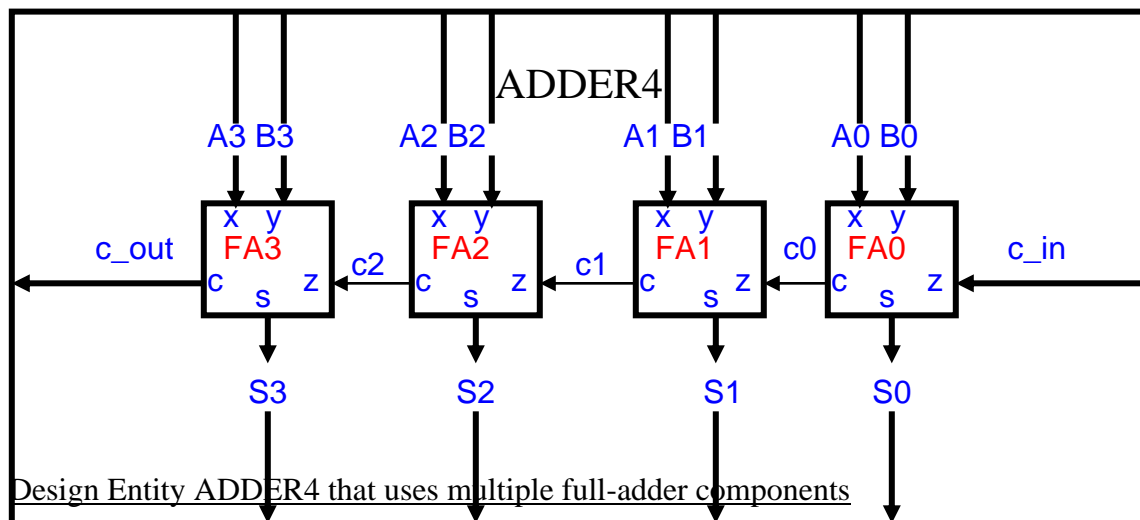 ADDER4
A3 B3 A2 B2 A1 B1 A0 B0
x y x y x y x y
c_out FA3 c2 FA2 c1 FA1 c0 FA0 c_in
c s z c s z c s z c s z
S3 S2 S1 S0
Design Entity ADDER4 that uses multiple full-adder components